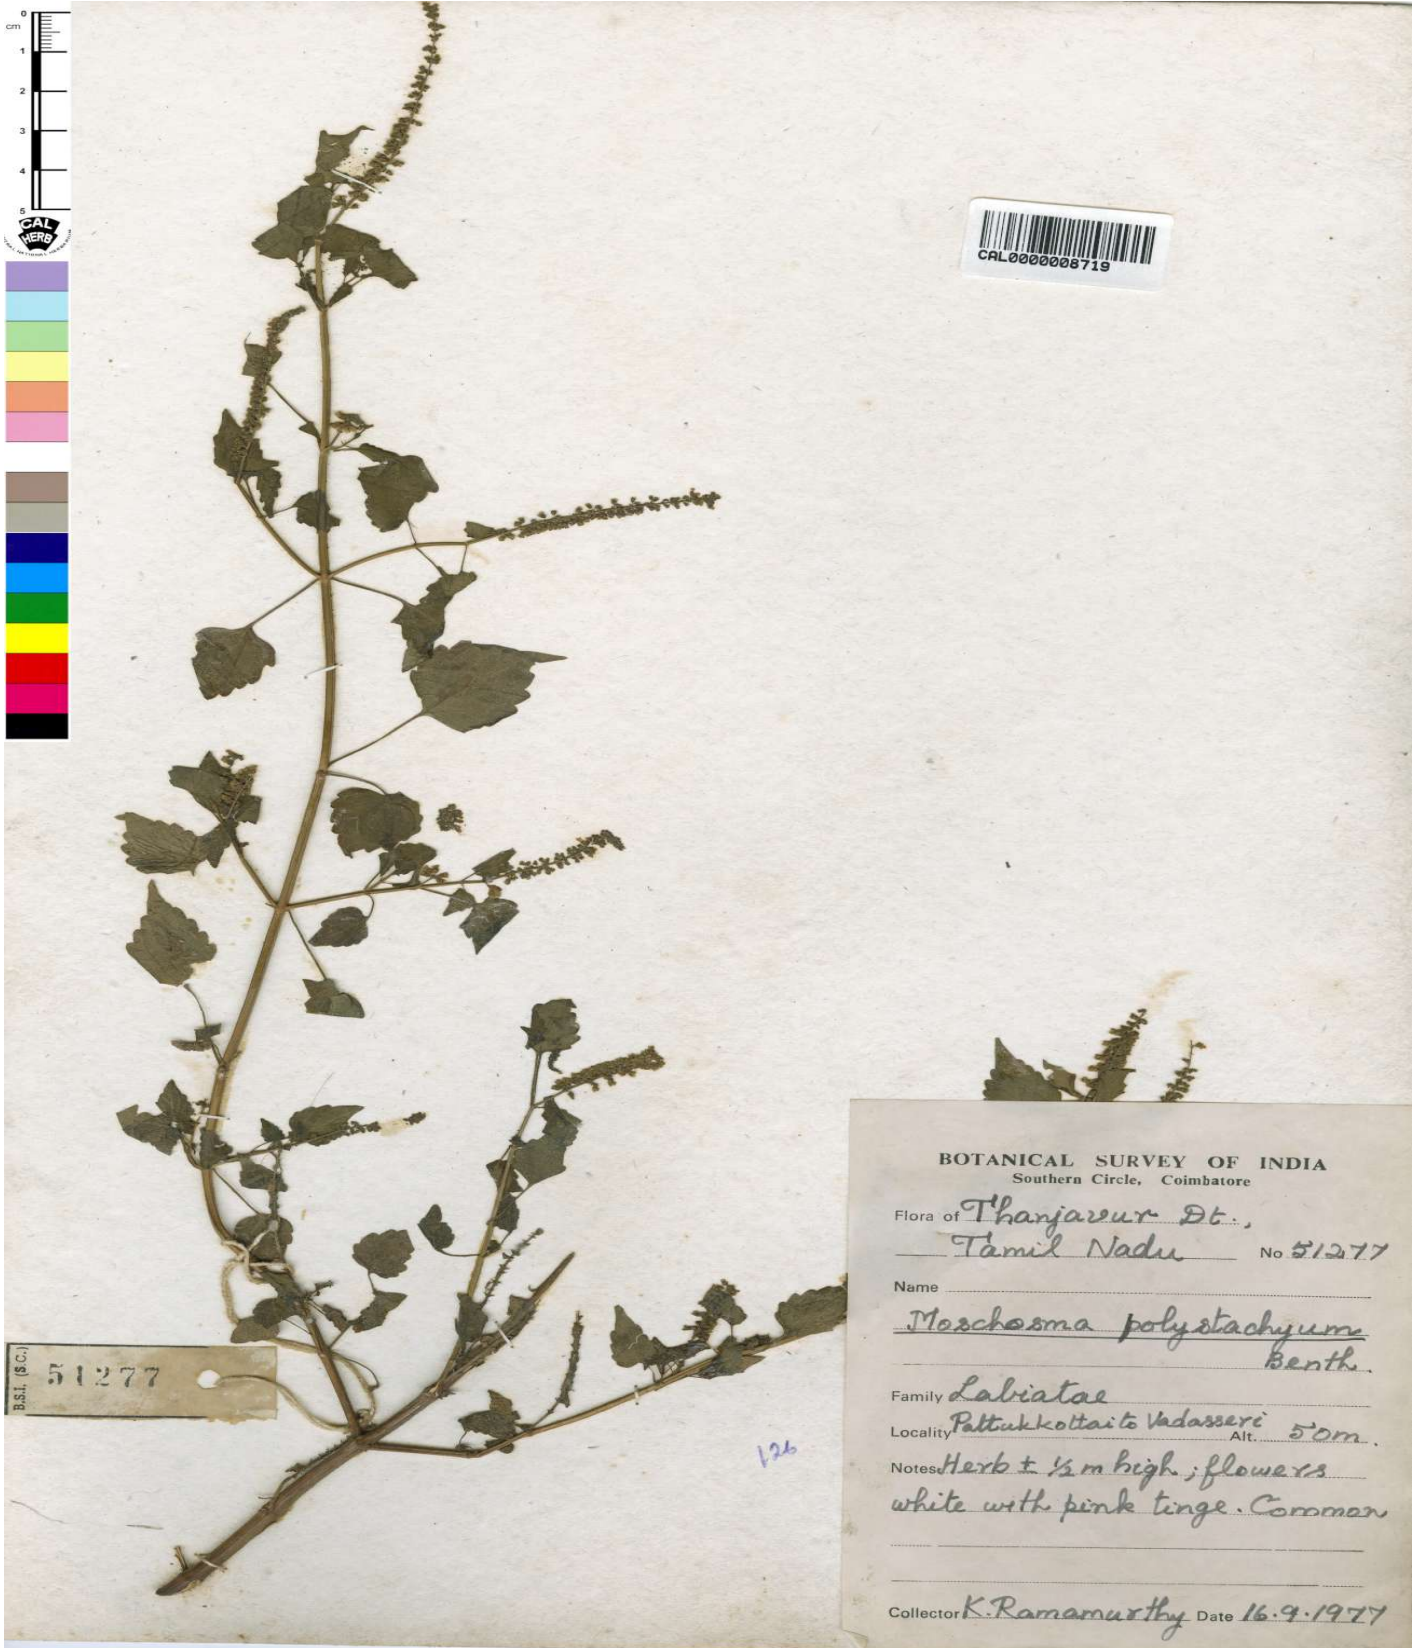 0
cm
1
2
3
4
5
CAL
HERB
CAL0000008719
BOTANICAL SURVEY OF INDIA
Southern Circle, Coimbatore
Flora of Thanjavur Dt.,
Tamil Nadu No 51277
Name
Moschosma polystachyum
Benth.
Family Labiatae
Locality Pattukkottai to Vadasseri Alt. 50m.
Notes Herb ± ½ m high; flowers
white with pink tinge. Common
Collector K. Ramamurthy Date 16.9.1977
B.S.I. (S.C.)
51277
126